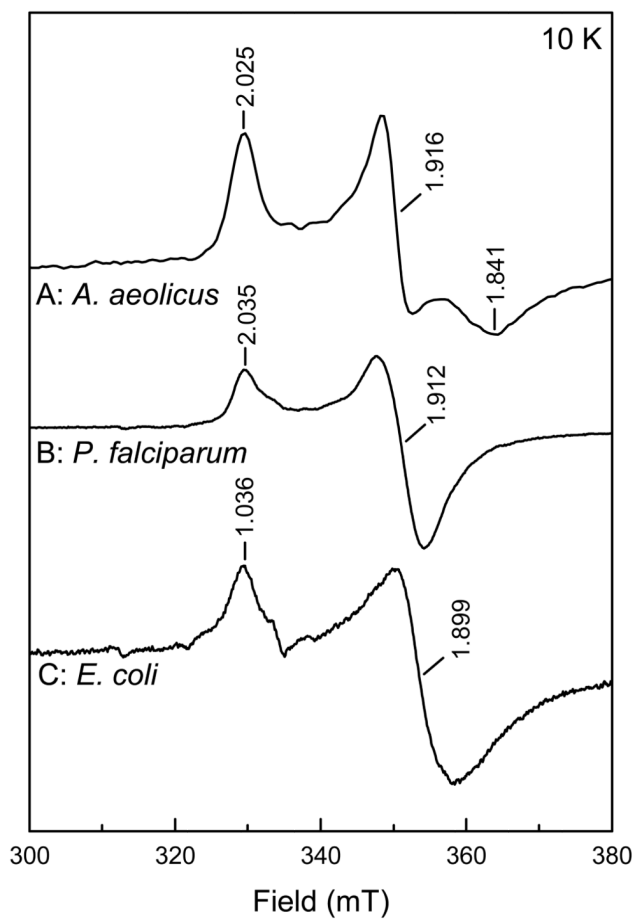 10 K
2.025
1.916
1.841
A: A. aeolicus
2.035
1.912
B: P. falciparum
1.036
1.899
C: E. coli
300 320 340 360 380
Field (mT)